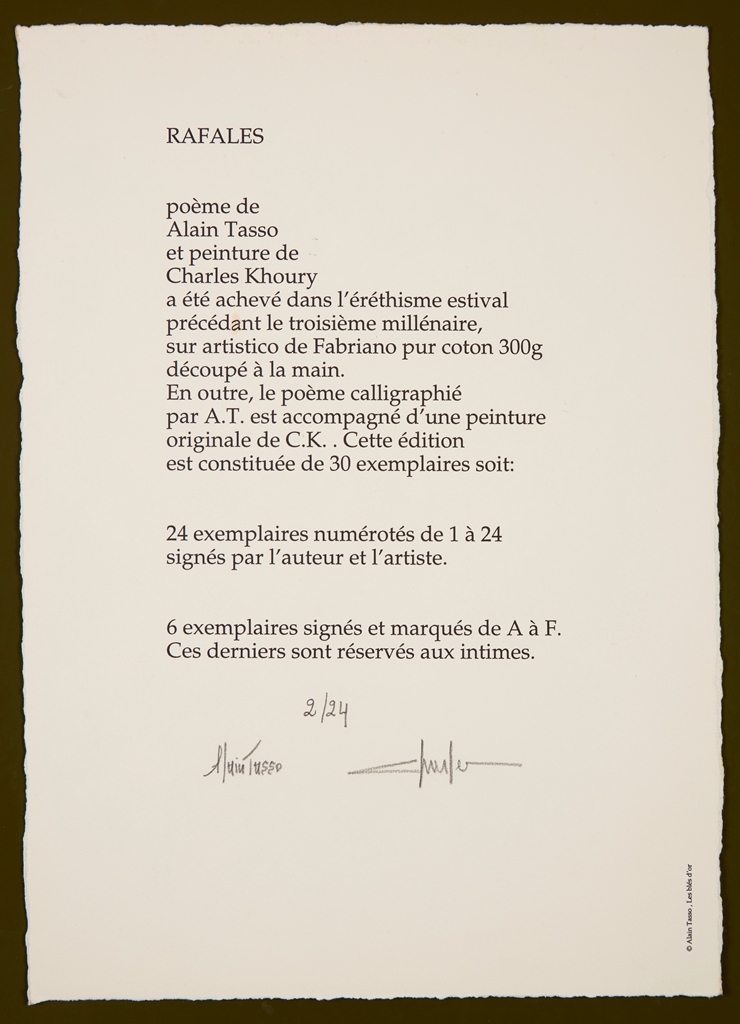 RAFALES
poème de
Alain Tasso
et peinture de
Charles Khoury
a été achevé dans l'éréthisme estival
précédant le troisième millénaire,
sur artistico de Fabriano pur coton 300g
découpé à la main.
En outre, le poème calligraphié
par A.T. est accompagné d'une peinture
originale de C.K. . Cette édition
est constituée de 30 exemplaires soit:
24 exemplaires numérotés de 1 à 24
signés par l'auteur et l'artiste.
6 exemplaires signés et marqués de A à F.
Ces derniers sont réservés aux intimes.
2/24
Alain Tasso
© Alain Tasso , Les blés d'or